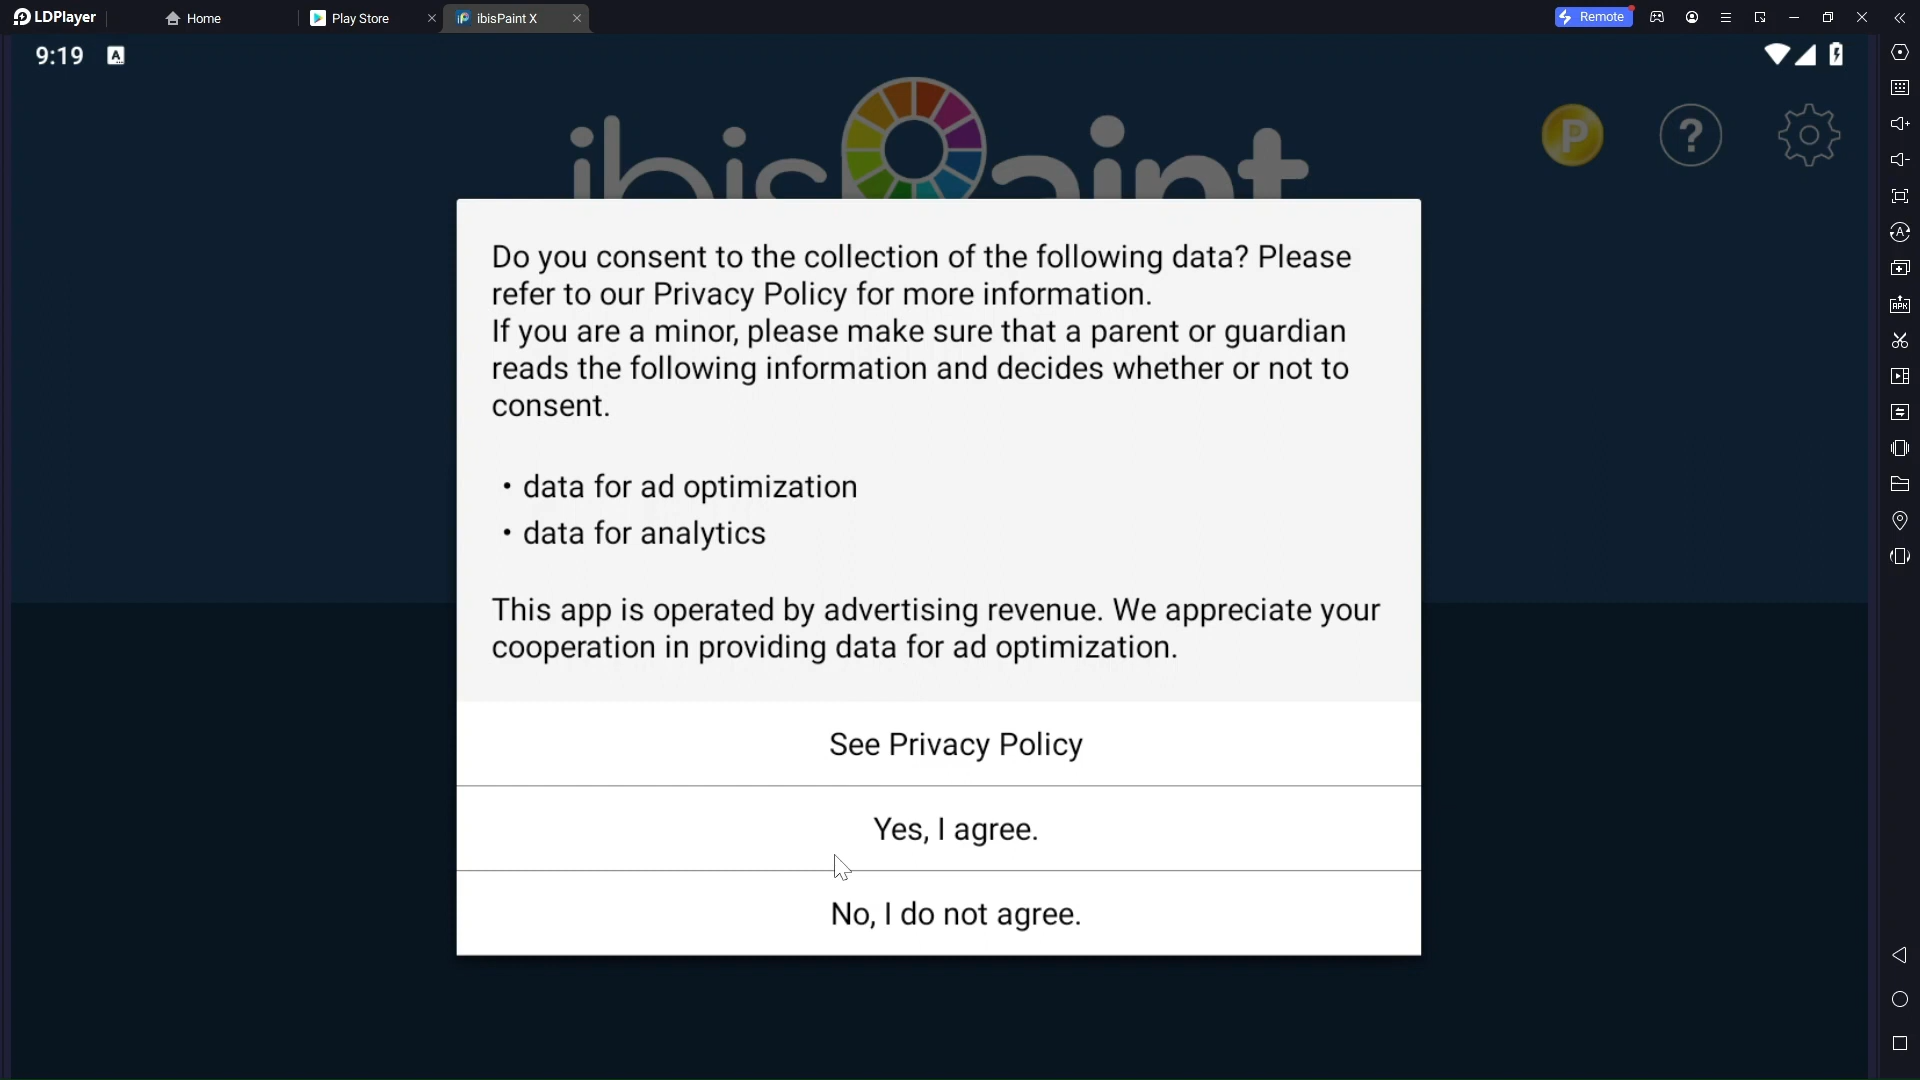 LDPlayer
Home
Play Store
ibisPaint X
Remote
9:19
A
ibisPaint
P
?
Do you consent to the collection of the following data? Please
refer to our Privacy Policy for more information.
If you are a minor, please make sure that a parent or guardian
reads the following information and decides whether or not to
consent.
• data for ad optimization
• data for analytics
This app is operated by advertising revenue. We appreciate your
cooperation in providing data for ad optimization.
See Privacy Policy
Yes, I agree.
No, I do not agree.
A
APK